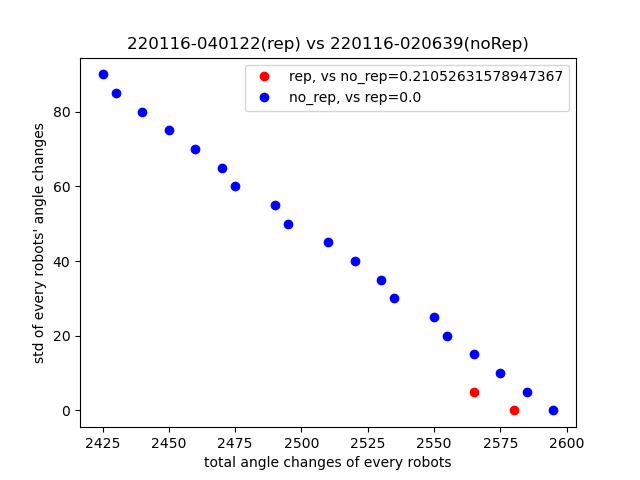 220116-040122(rep) vs 220116-020639(noRep)
rep, vs no_rep=0.21052631578947367
no_rep, vs rep=0.0
std of every robots' angle changes
80
60
40
20
0
2425 2450 2475 2500 2525 2550 2575 2600
total angle changes of every robots